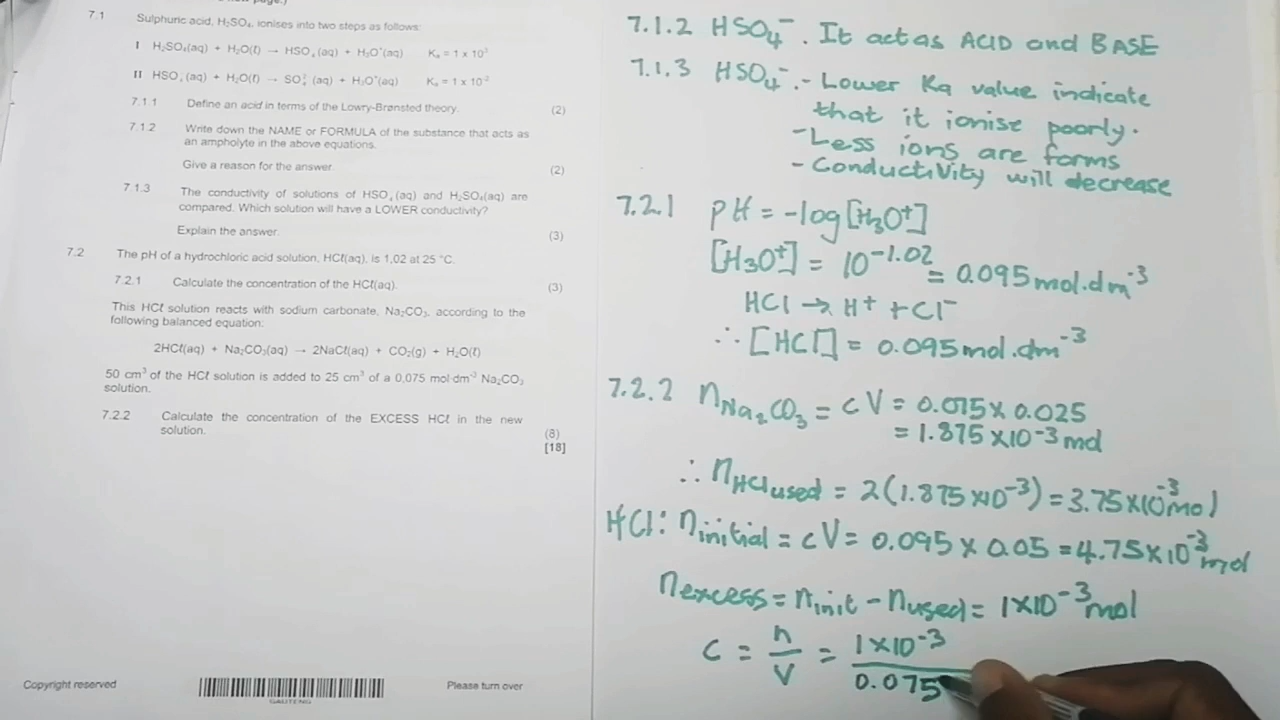 page.)
7.1 Sulphuric acid, H₂SO₄, ionises into two steps as follows:
I H₂SO₄(aq) + H₂O(ℓ) → HSO₄⁻(aq) + H₃O⁺(aq) Kₐ = 1 x 10³
II HSO₄⁻(aq) + H₂O(ℓ) → SO₄²⁻(aq) + H₃O⁺(aq) Kₐ = 1 x 10⁻²
7.1.1 Define an acid in terms of the Lowry-Brønsted theory. (2)
7.1.2 Write down the NAME or FORMULA of the substance that acts as
an ampholyte in the above equations.
Give a reason for the answer. (2)
7.1.3 The conductivity of solutions of HSO₄⁻(aq) and H₂SO₄(aq) are
compared. Which solution will have a LOWER conductivity?
Explain the answer. (3)
7.2 The pH of a hydrochloric acid solution, HCℓ(aq), is 1,02 at 25 °C.
7.2.1 Calculate the concentration of the HCℓ(aq). (3)
This HCℓ solution reacts with sodium carbonate, Na₂CO₃, according to the
following balanced equation:
2HCℓ(aq) + Na₂CO₃(aq) → 2NaCℓ(aq) + CO₂(g) + H₂O(ℓ)
50 cm³ of the HCℓ solution is added to 25 cm³ of a 0,075 mol·dm⁻³ Na₂CO₃
solution.
7.2.2 Calculate the concentration of the EXCESS HCℓ in the new
solution. (8)
[18]
Copyright reserved
GAUTENG
Please turn over
7.1.2 HSO₄⁻. It act as ACID and BASE
7.1.3 HSO₄⁻. - Lower Ka value indicate
that it ionise poorly.
- Less ions are forms
- Conductivity will decrease
7.2.1 pH = -log[H₃O⁺]
[H₃O⁺] = 10⁻¹·⁰² = 0.095 mol.dm⁻³
HCl → H⁺ + Cl⁻
∴ [HCl] = 0.095 mol.dm⁻³
7.2.2 nNa₂CO₃ = cV = 0.075 × 0.025
= 1.875 × 10⁻³ mol
∴ nHCl used = 2(1.875 × 10⁻³) = 3.75 × 10⁻³ mol
HCl: ninitial = cV = 0.095 × 0.05 = 4.75 × 10⁻³ mol
nexcess = ninit - nused = 1 × 10⁻³ mol
c = n/V = 1 × 10⁻³/0.075